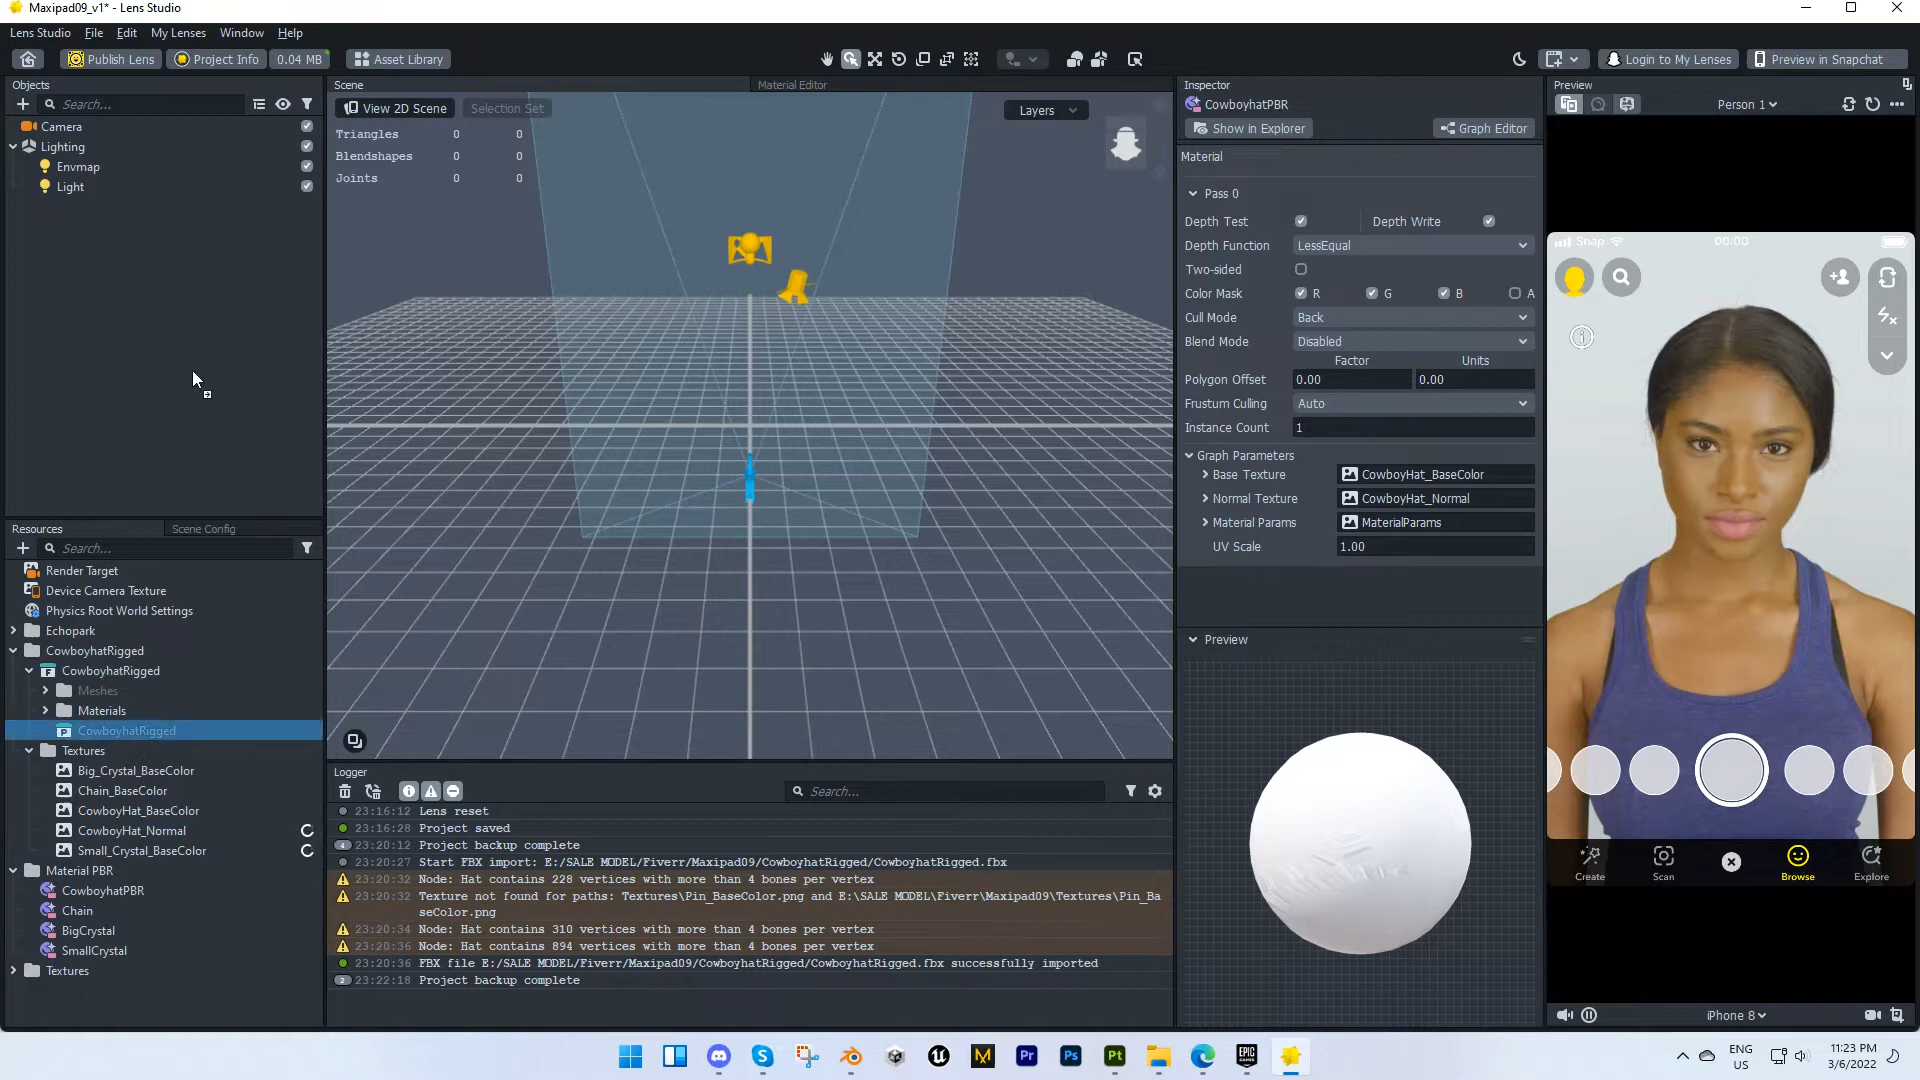 Maxipad09_v1* - Lens Studio
Lens Studio File Edit My Lenses Window Help
Publish Lens Project Info 0.04 MB Asset Library Login to My Lenses Preview in Snapchat
Objects
Search...
Camera
Lighting
Envmap
Light
Resources Scene Config
Search...
Render Target
Device Camera Texture
Physics Root World Settings
Echopark
CowboyhatRigged
CowboyhatRigged
Meshes
Materials
CowboyhatRigged
Textures
Big_Crystal_BaseColor
Chain_BaseColor
CowboyHat_BaseColor
CowboyHat_Normal
Small_Crystal_BaseColor
Material PBR
CowboyhatPBR
Chain
BigCrystal
SmallCrystal
Textures
Scene Material Editor
View 2D Scene Selection Set Layers
Triangles 0 0
Blendshapes 0 0
Joints 0 0
Logger
Search...
23:16:12 Lens reset
23:16:28 Project saved
4 23:20:12 Project backup complete
23:20:27 Start FBX import: E:/SALE MODEL/Fiverr/Maxipad09/CowboyhatRigged/CowboyhatRigged.fbx
23:20:32 Node: Hat contains 228 vertices with more than 4 bones per vertex
23:20:32 Texture not found for paths: Textures\Pin_BaseColor.png and E:\SALE MODEL\Fiverr\Maxipad09\Textures\Pin_Ba
seColor.png
23:20:34 Node: Hat contains 310 vertices with more than 4 bones per vertex
23:20:36 Node: Hat contains 894 vertices with more than 4 bones per vertex
23:20:36 FBX file E:/SALE MODEL/Fiverr/Maxipad09/CowboyhatRigged/CowboyhatRigged.fbx successfully imported
2 23:22:18 Project backup complete
Inspector
CowboyhatPBR
Show in Explorer Graph Editor
Material
Pass 0
Depth Test Depth Write
Depth Function LessEqual
Two-sided
Color Mask R G B A
Cull Mode Back
Blend Mode Disabled
Factor Units
Polygon Offset 0.00 0.00
Frustum Culling Auto
Instance Count 1
Graph Parameters
Base Texture CowboyHat_BaseColor
Normal Texture CowboyHat_Normal
Material Params MaterialParams
UV Scale 1.00
Preview
Preview
Person 1
Snap 00:00
Create Scan Browse Explore
iPhone 8
Pr Ps Pt EPIC GAMES
ENG
US
11:23 PM
3/6/2022